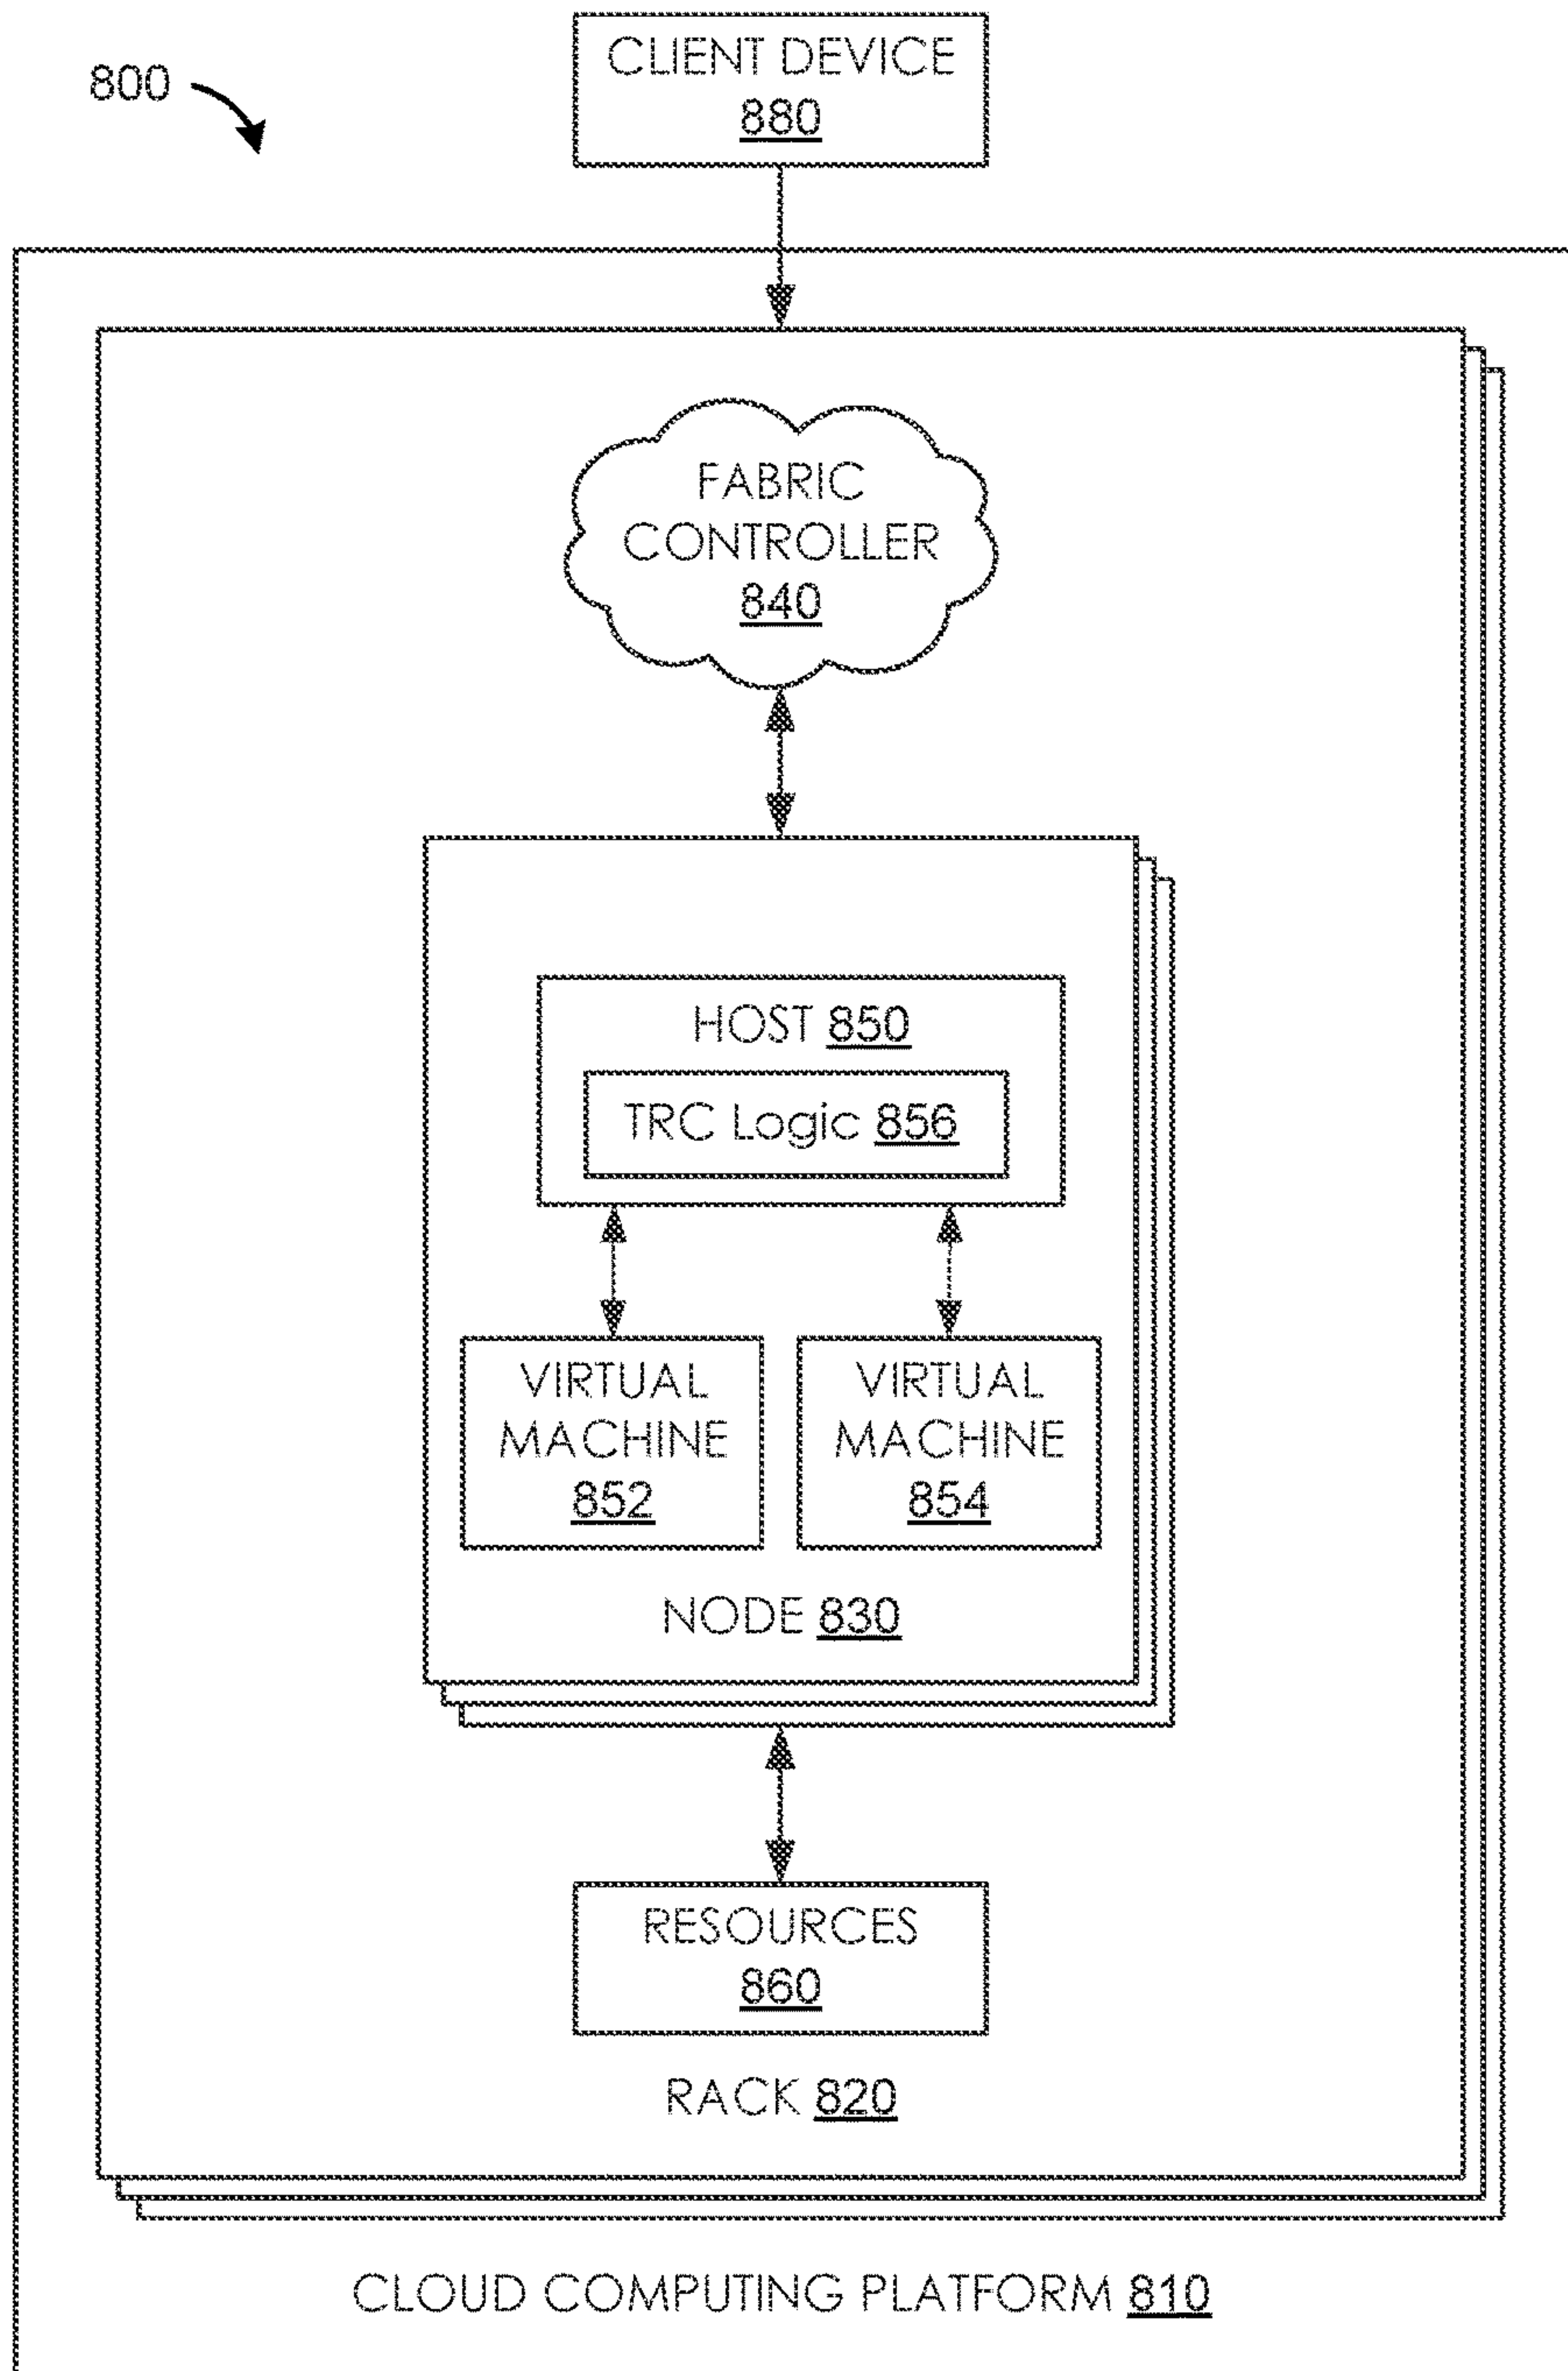 800
CLIENT DEVICE
880
FABRIC
CONTROLLER
840
HOST 850
TRC Logic 856
VIRTUAL
MACHINE
852
VIRTUAL
MACHINE
854
NODE 830
RESOURCES
860
RACK 820
CLOUD COMPUTING PLATFORM 810